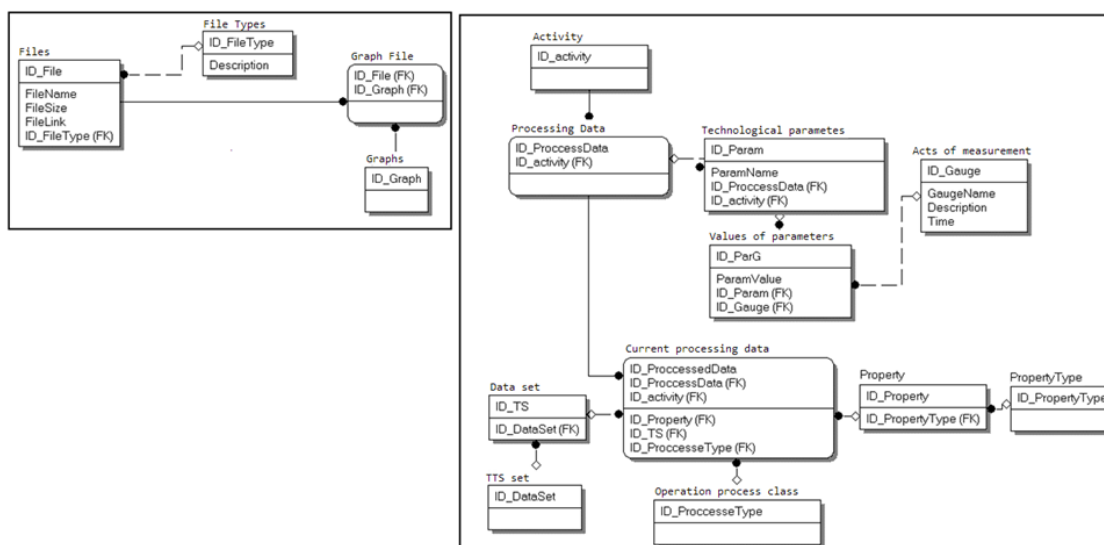 File Types
ID_FileType
Description
Files
ID_File
FileName
FileSize
FileLink
ID_FileType (FK)
Graph File
ID_File (FK)
ID_Graph (FK)
Graphs
ID_Graph
Activity
ID_activity
Processing Data
ID_ProccessData
ID_activity (FK)
Technological parametes
ID_Param
ParamName
ID_ProccessData (FK)
ID_activity (FK)
Acts of measurement
ID_Gauge
GaugeName
Description
Time
Values of parameters
ID_ParG
ParamValue
ID_Param (FK)
ID_Gauge (FK)
Current processing data
ID_ProccessedData
ID_ProccessData (FK)
ID_activity (FK)
ID_Property (FK)
ID_TS (FK)
ID_ProccesseType (FK)
Data set
ID_TS
ID_DataSet (FK)
TTS set
ID_DataSet
Property
ID_Property
ID_PropertyType (FK)
PropertyType
ID_PropertyType
Operation process class
ID_ProccesseType